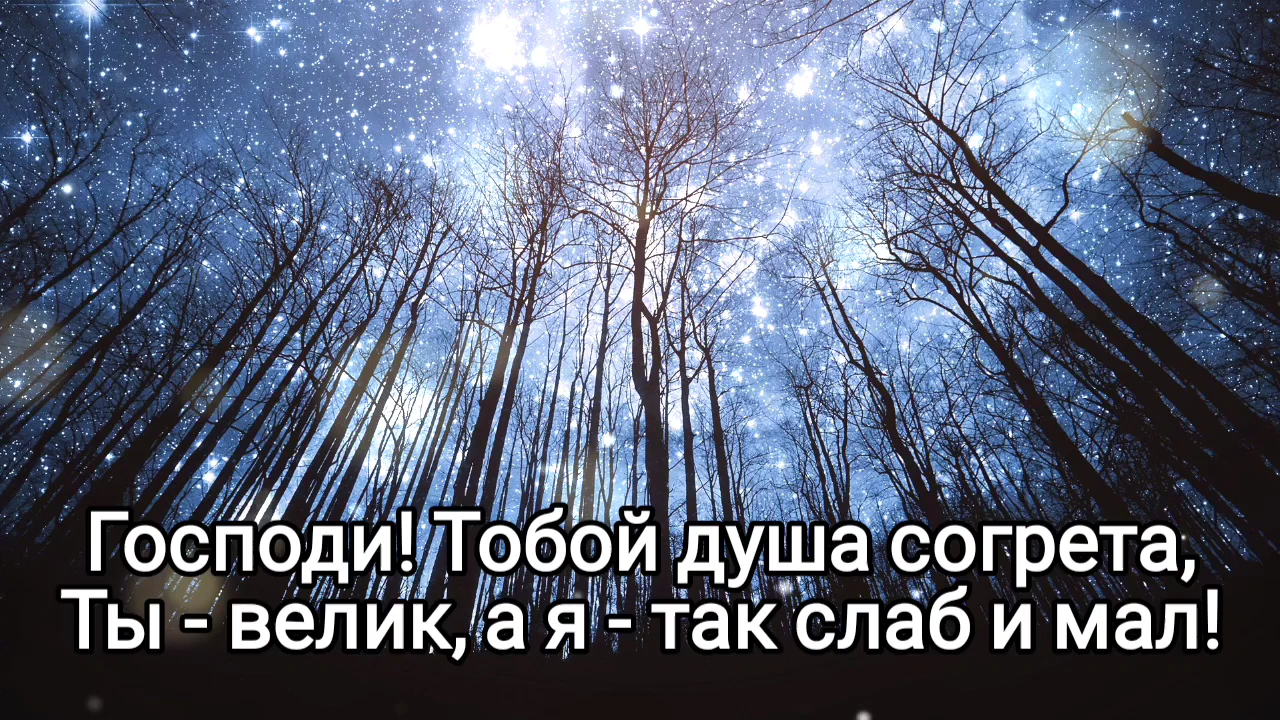 Господи! Тобой душа согрета,
Ты - велик, а я - так слаб и мал!